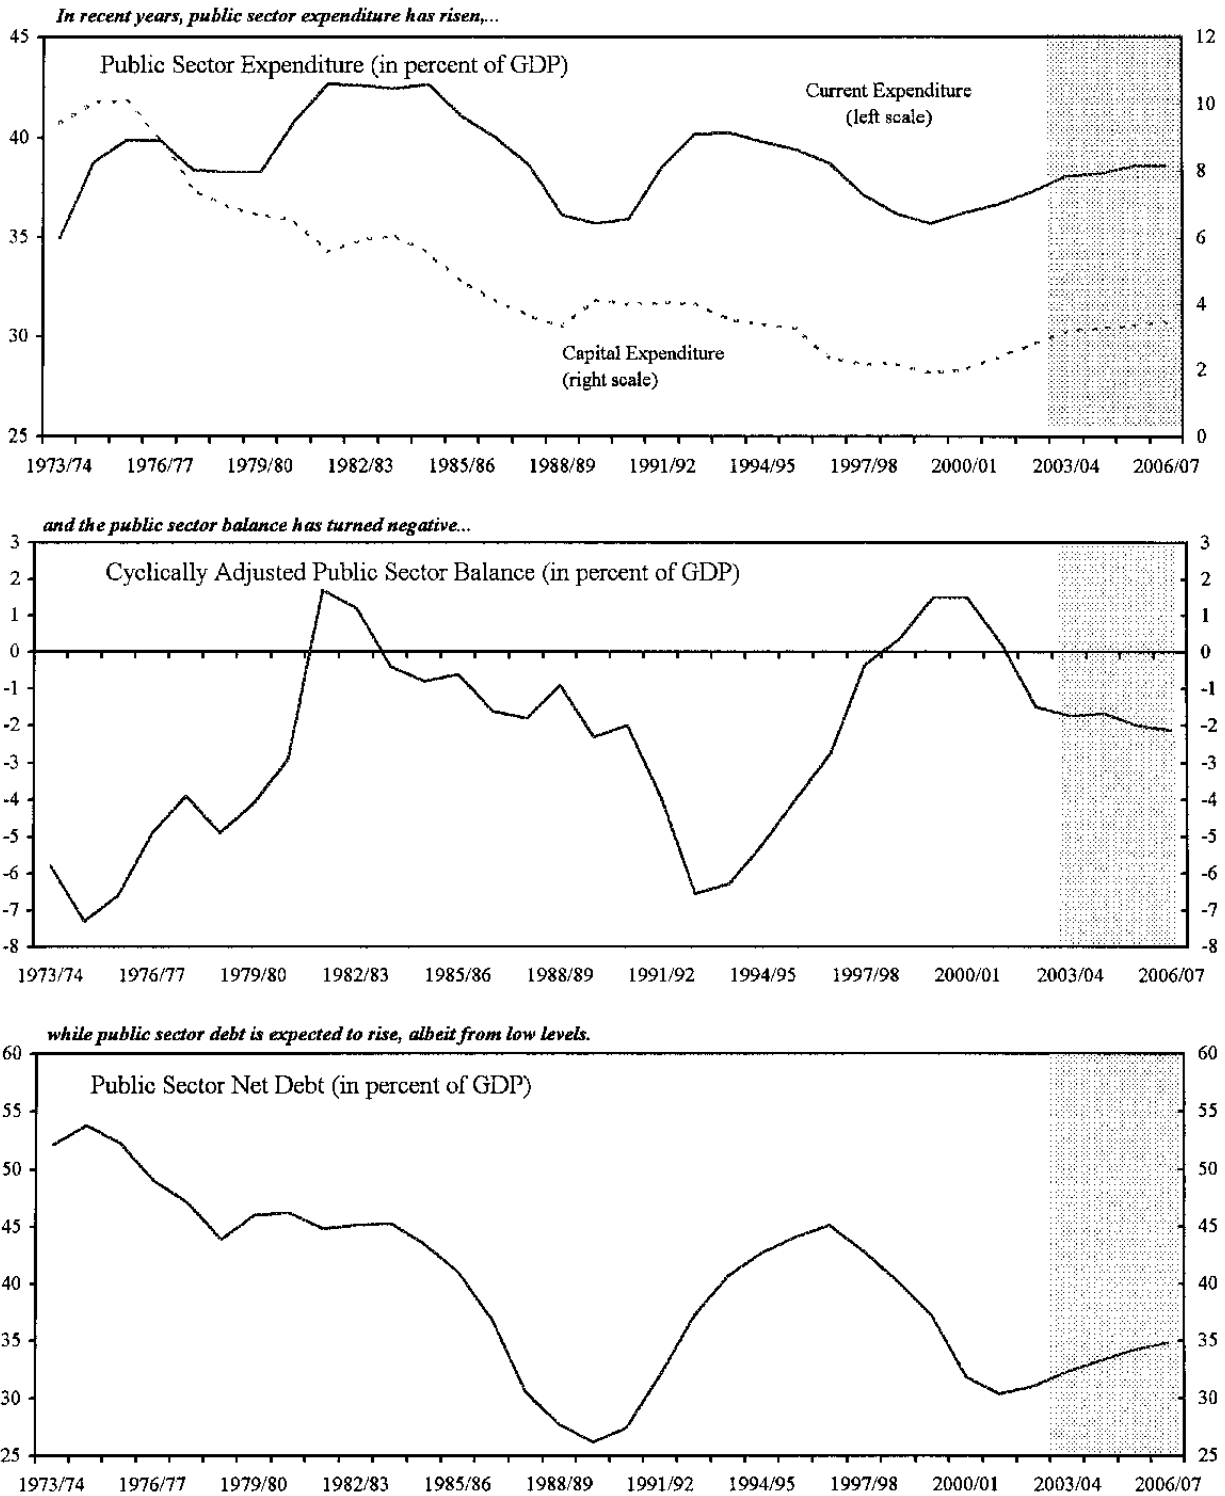 In recent years, public sector expenditure has risen,...
45 12
Public Sector Expenditure (in percent of GDP)
Current Expenditure
(left scale)
10
40
8
35 6
30 4
Capital Expenditure
(right scale)
2
25 0
1973/74 1976/77 1979/80 1982/83 1985/86 1988/89 1991/92 1994/95 1997/98 2000/01 2003/04 2006/07
and the public sector balance has turned negative...
3 3
Cyclically Adjusted Public Sector Balance (in percent of GDP)
2 2
1 1
0 0
-1 -1
-2 -2
-3 -3
-4 -4
-5 -5
-6 -6
-7 -7
-8 -8
1973/74 1976/77 1979/80 1982/83 1985/86 1988/89 1991/92 1994/95 1997/98 2000/01 2003/04 2006/07
while public sector debt is expected to rise, albeit from low levels.
60 60
Public Sector Net Debt (in percent of GDP)
55 55
50 50
45 45
40 40
35 35
30 30
25 25
1973/74 1976/77 1979/80 1982/83 1985/86 1988/89 1991/92 1994/95 1997/98 2000/01 2003/04 2006/07